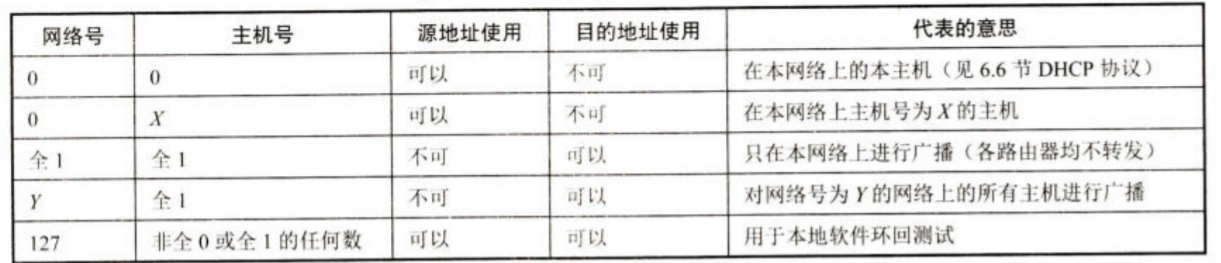 网络号 主机号 源地址使用 目的地址使用 代表的意思
0 0 可以 不可 在本网络上的本主机（见 6.6 节 DHCP 协议）
0 X 可以 不可 在本网络上主机号为 X 的主机
全 1 全 1 不可 可以 只在本网络上进行广播（各路由器均不转发）
Y 全 1 不可 可以 对网络号为 Y 的网络上的所有主机进行广播
127 非全 0 或全 1 的任何数 可以 可以 用于本地软件环回测试